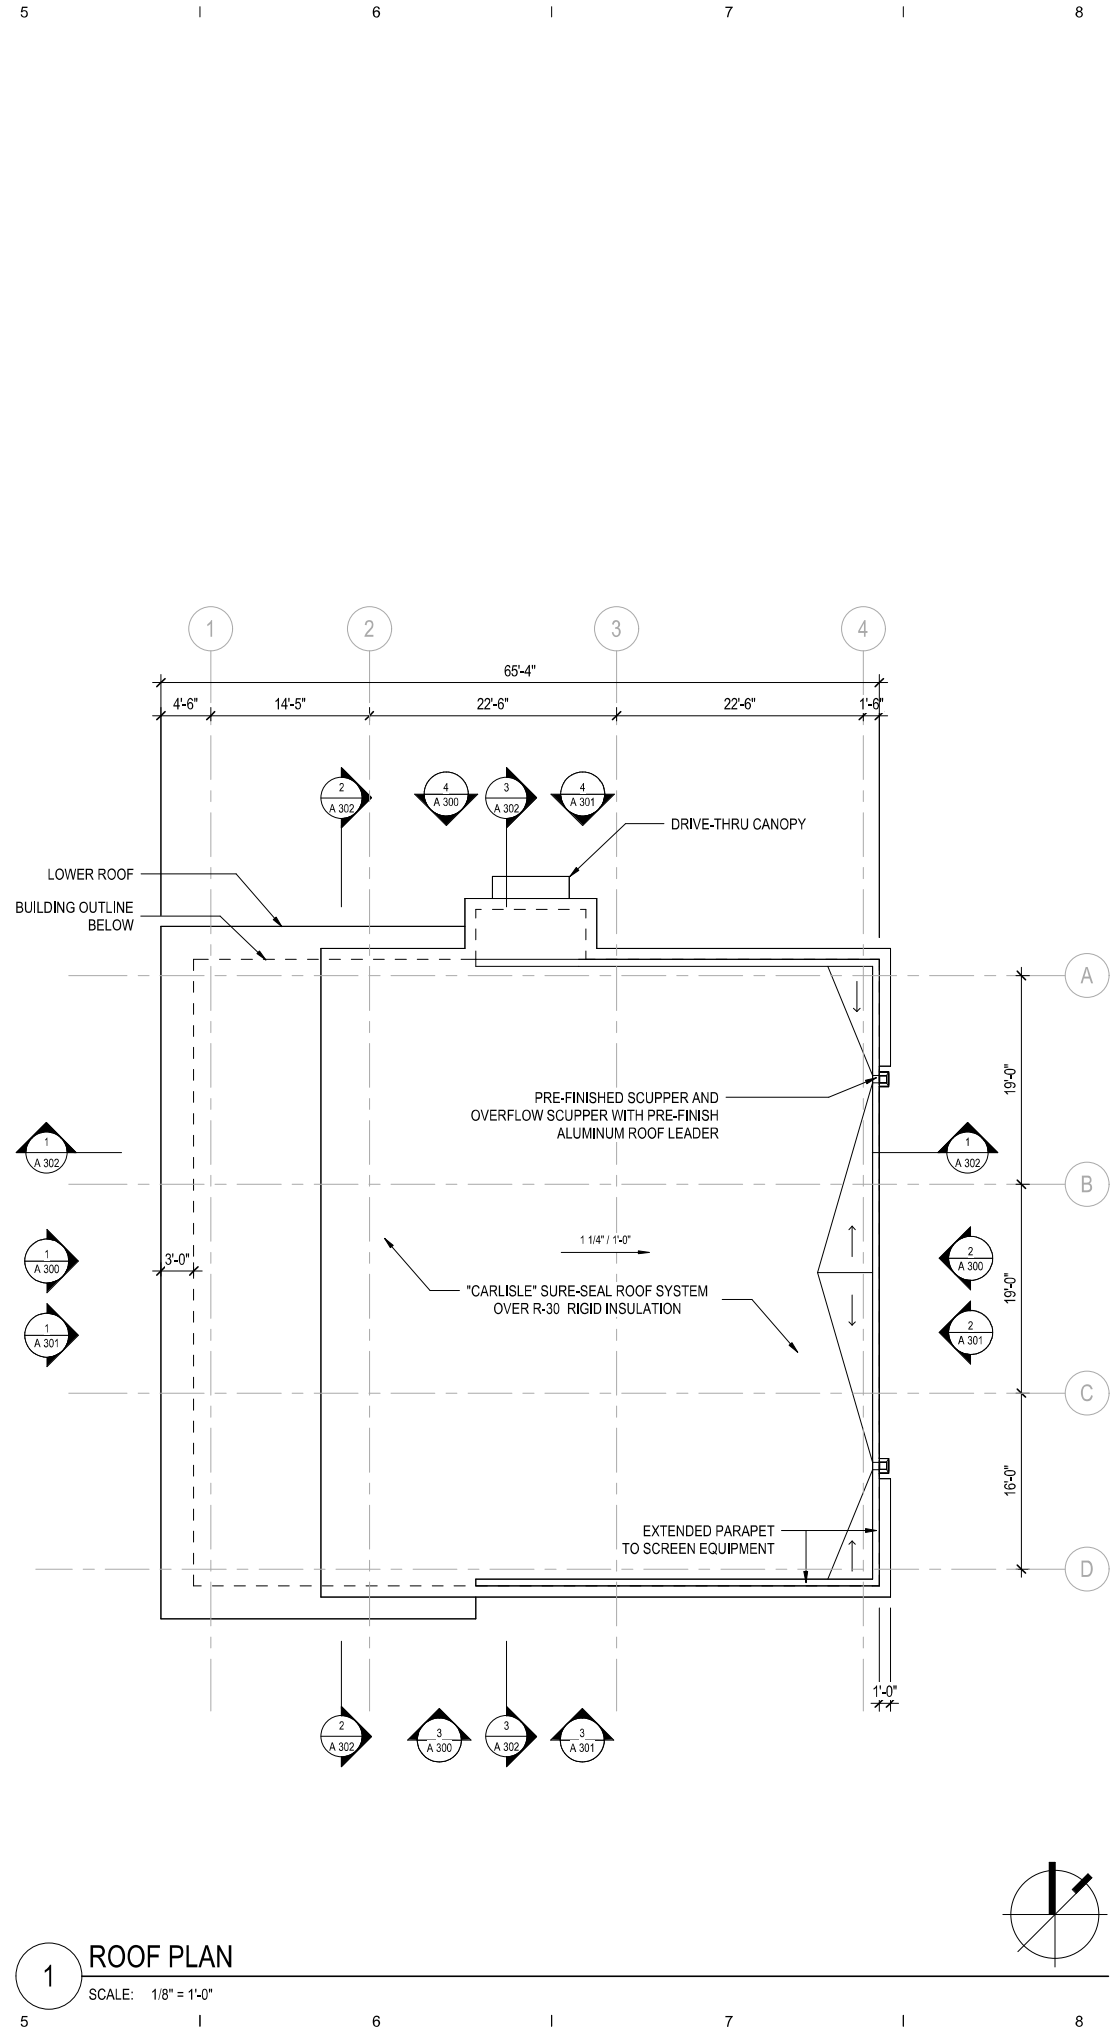 5 6 7 8
1 2 3 4
65'-4"
4'-6" 14'-5" 22'-6" 22'-6" 1'-6"
2
A 302
4
A 300
3
A 302
4
A 301
DRIVE-THRU CANOPY
LOWER ROOF
BUILDING OUTLINE
BELOW
A
19'-0"
PRE-FINISHED SCUPPER AND
OVERFLOW SCUPPER WITH PRE-FINISH
ALUMINUM ROOF LEADER
1
A 302
1
A 302
B
1
A 300
3'-0"
1 1/4" / 1'-0"
2
A 300
19'-0"
"CARLISLE" SURE-SEAL ROOF SYSTEM
OVER R-30 RIGID INSULATION
1
A 301
2
A 301
C
16'-0"
EXTENDED PARAPET
TO SCREEN EQUIPMENT
D
1'-0"
2
A 302
3
A 300
3
A 302
3
A 301
1
ROOF PLAN
SCALE: 1/8" = 1'-0"
5 6 7 8